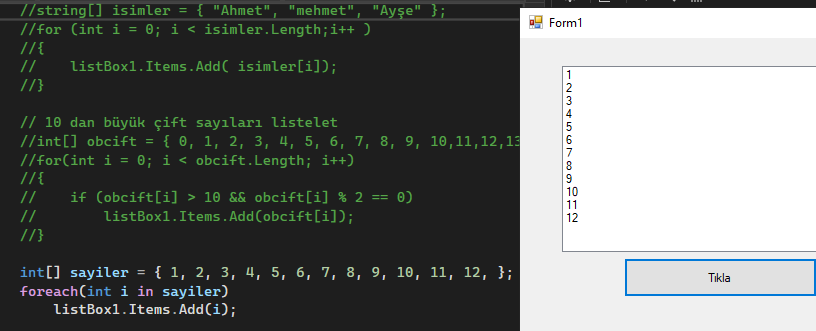 //string[] isimler = { "Ahmet", "mehmet", "Ayşe" };
//for (int i = 0; i < isimler.Length;i++ )
//{
//    listBox1.Items.Add( isimler[i]);
//}
// 10 dan büyük çift sayıları listelet
//int[] obcift = { 0, 1, 2, 3, 4, 5, 6, 7, 8, 9, 10,11,12,13
//for(int i = 0; i < obcift.Length; i++)
//{
//    if (obcift[i] > 10 && obcift[i] % 2 == 0)
//        listBox1.Items.Add(obcift[i]);
//}
int[] sayiler = { 1, 2, 3, 4, 5, 6, 7, 8, 9, 10, 11, 12, };
foreach(int i in sayiler)
    listBox1.Items.Add(i);
Form1
1
2
3
4
5
6
7
8
9
10
11
12
Tıkla